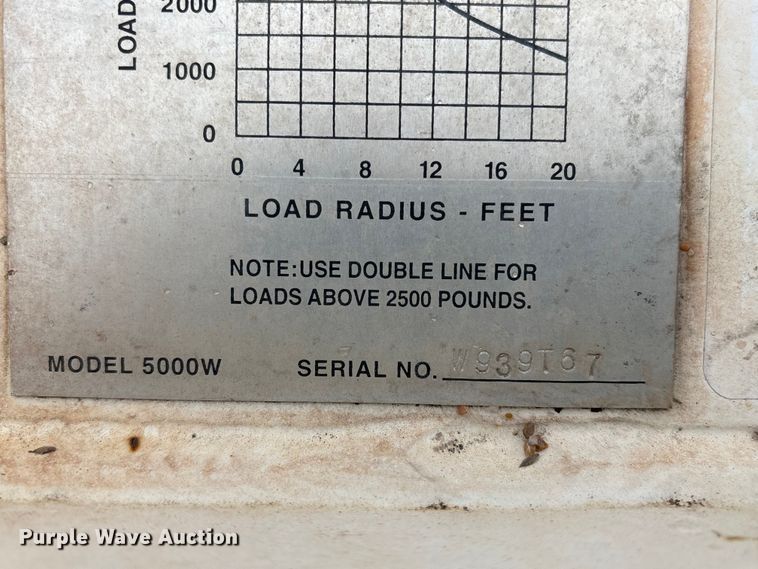 LOAD
2000
1000
0
0 4 8 12 16 20
LOAD RADIUS - FEET
NOTE:USE DOUBLE LINE FOR
LOADS ABOVE 2500 POUNDS.
MODEL 5000W SERIAL NO. W939T67
Purple Wave Auction